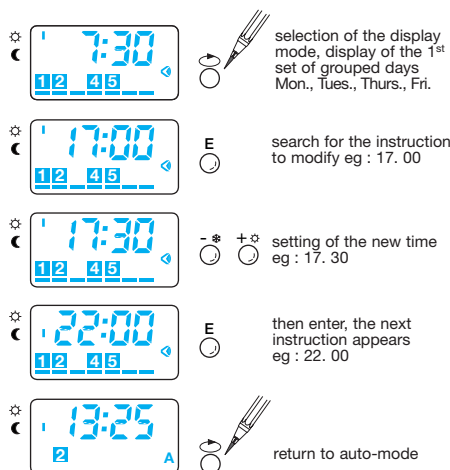 7:30
1 2 4 5
selection of the display
mode, display of the 1st
set of grouped days
Mon., Tues., Thurs., Fri.
17:00
1 2 4 5
E
search for the instruction
to modify eg : 17. 00
17:30
1 2 4 5
- +
setting of the new time
eg : 17. 30
22:00
1 2 4 5
E
then enter, the next
instruction appears
eg : 22. 00
13:25
2 A
return to auto-mode